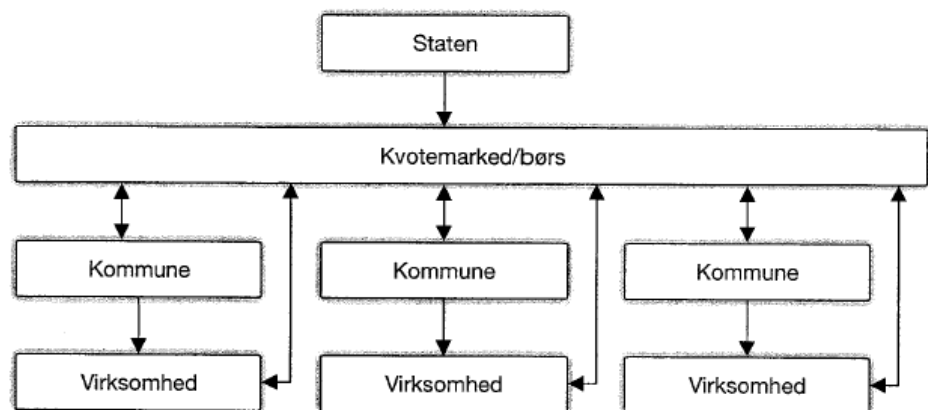 Staten
Kvotemarked/børs
Kommune
Kommune
Kommune
Virksomhed
Virksomhed
Virksomhed